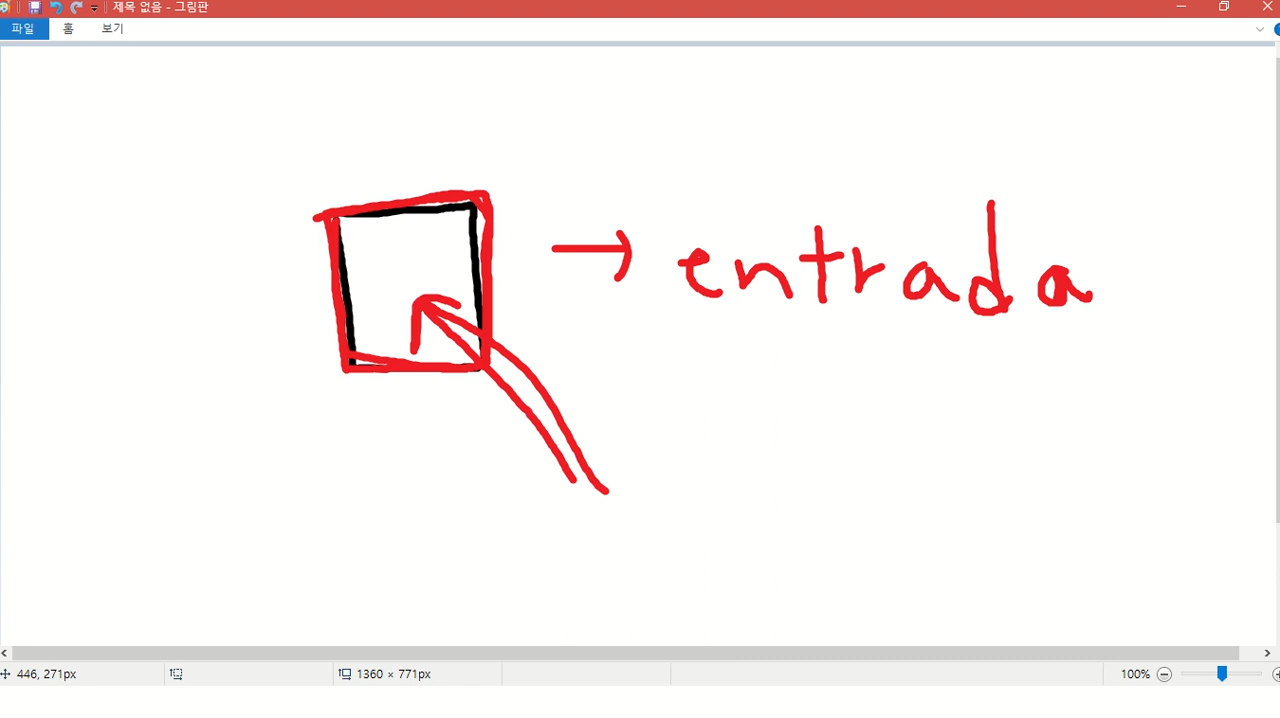 제목 없음 - 그림판
파일 홈 보기
→ entrada
446, 271px 1360 × 771px 100%